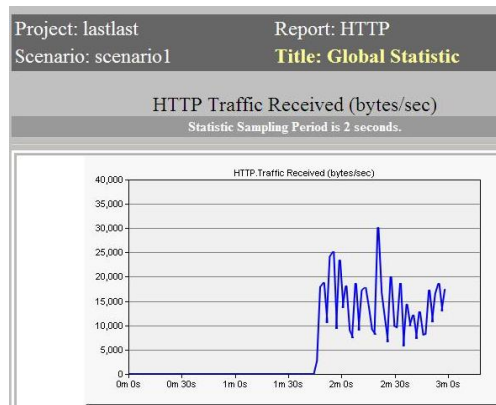 Project: lastlast Report: HTTP
Scenario: scenario1 Title: Global Statistic
HTTP Traffic Received (bytes/sec)
Statistic Sampling Period is 2 seconds.
HTTP.Traffic Received (bytes/sec)
40,000
35,000
30,000
25,000
20,000
15,000
10,000
5,000
0
0m 0s 0m 30s 1m 0s 1m 30s 2m 0s 2m 30s 3m 0s